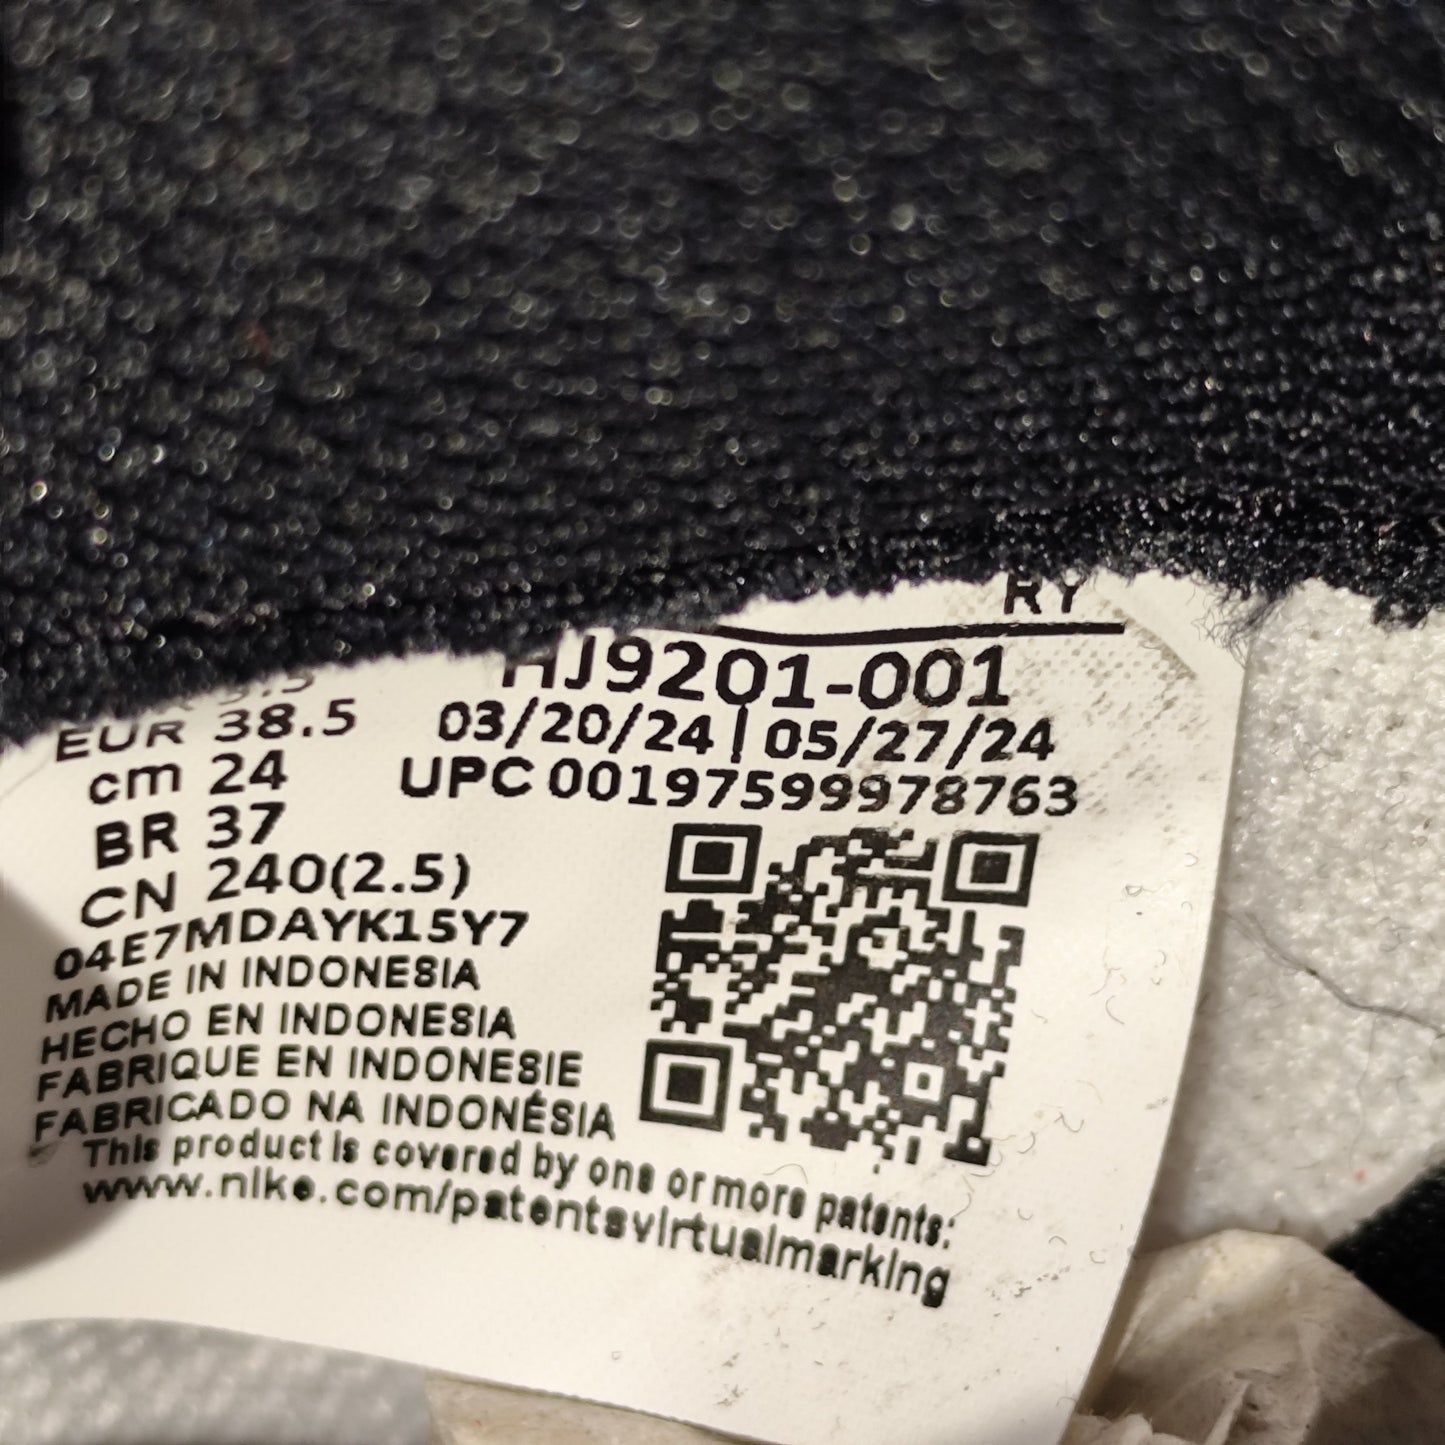 RY
HJ9201-001
EUR 38.5
03/20/24 | 05/27/24
cm 24
UPC 00197599978763
BR 37
CN 240(2.5)
04E7MDAYK15Y7
MADE IN INDONESIA
HECHO EN INDONESIA
FABRIQUE EN INDONESIE
FABRICADO NA INDONÉSIA
This product is covered by one or more patents:
www.nike.com/patentsvirtualmarking